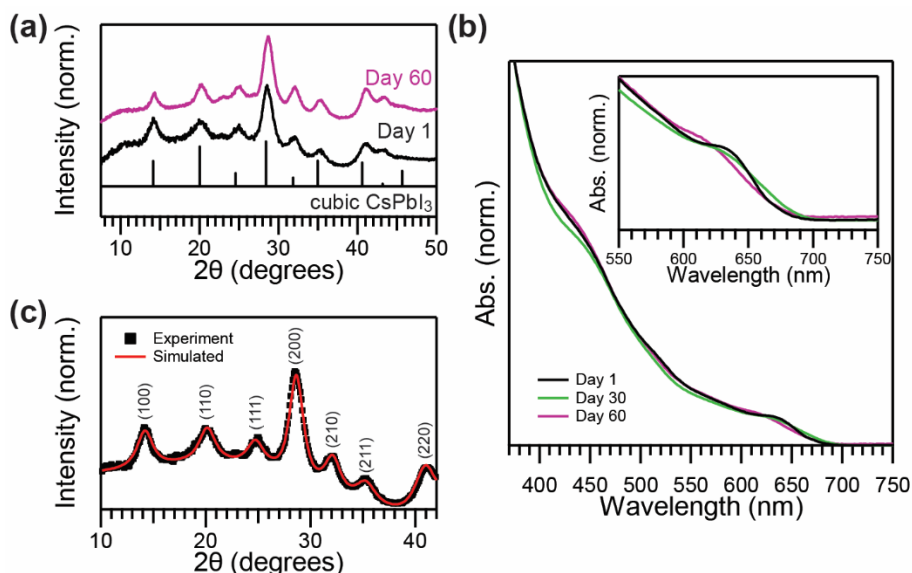 (a)
Intensity (norm.)
Day 60
Day 1
cubic CsPbI3
10 20 30 40 50
2θ (degrees)
(b)
Abs. (norm.)
Abs. (norm.)
550 600 650 700 750
Wavelength (nm)
Day 1
Day 30
Day 60
400 450 500 550 600 650 700 750
Wavelength (nm)
(c)
Intensity (norm.)
Experiment
Simulated
(100)
(110)
(111)
(200)
(210)
(211)
(220)
10 20 30 40
2θ (degrees)